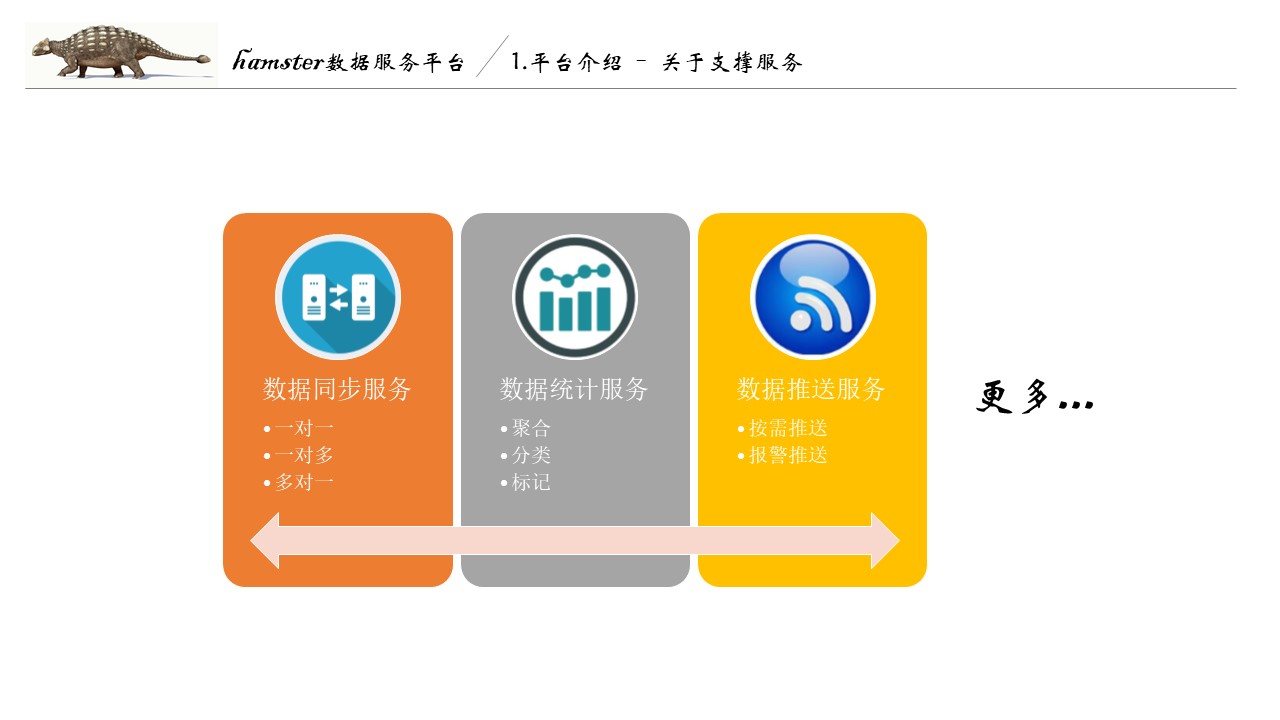 hamster数据服务平台
1.平台介绍 - 关于支撑服务
数据同步服务
•一对一
•一对多
•多对一
数据统计服务
•聚合
•分类
•标记
数据推送服务
•按需推送
•报警推送
更多...